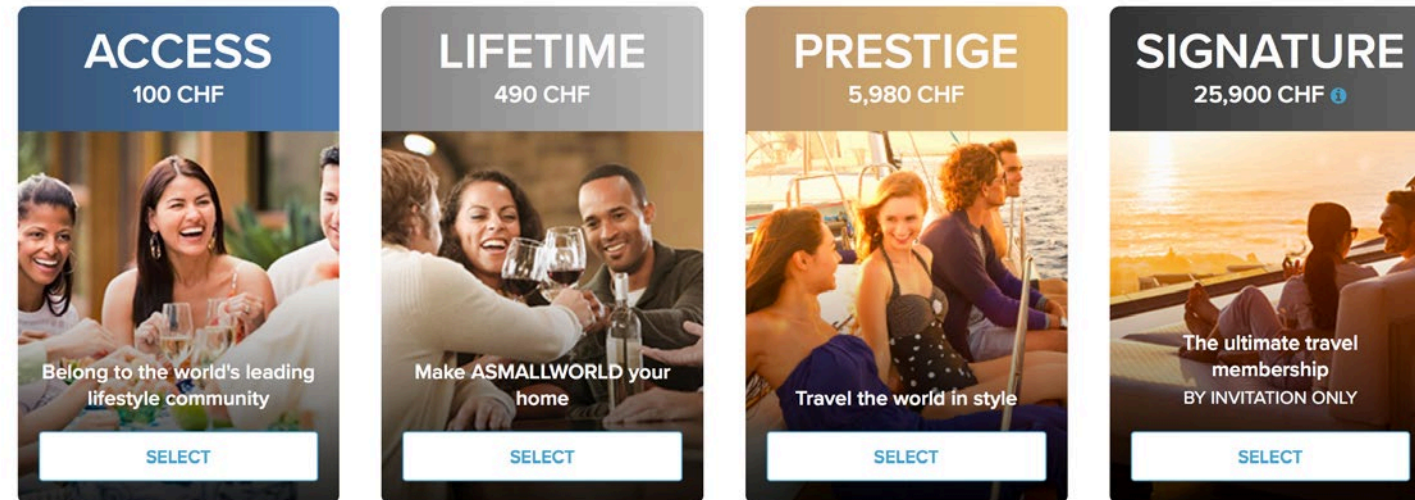 ACCESS
100 CHF
Belong to the world's leading
lifestyle community
SELECT
LIFETIME
490 CHF
Make ASMALLWORLD your
home
SELECT
PRESTIGE
5,980 CHF
Travel the world in style
SELECT
SIGNATURE
25,900 CHF i
The ultimate travel
membership
BY INVITATION ONLY
SELECT